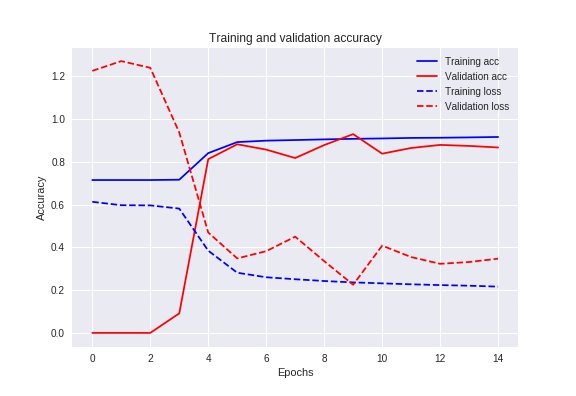 Training and validation accuracy
Training acc
Validation acc
Training loss
Validation loss
1.2
1.0
0.8
0.6
0.4
0.2
0.0
Accuracy
0 2 4 6 8 10 12 14
Epochs